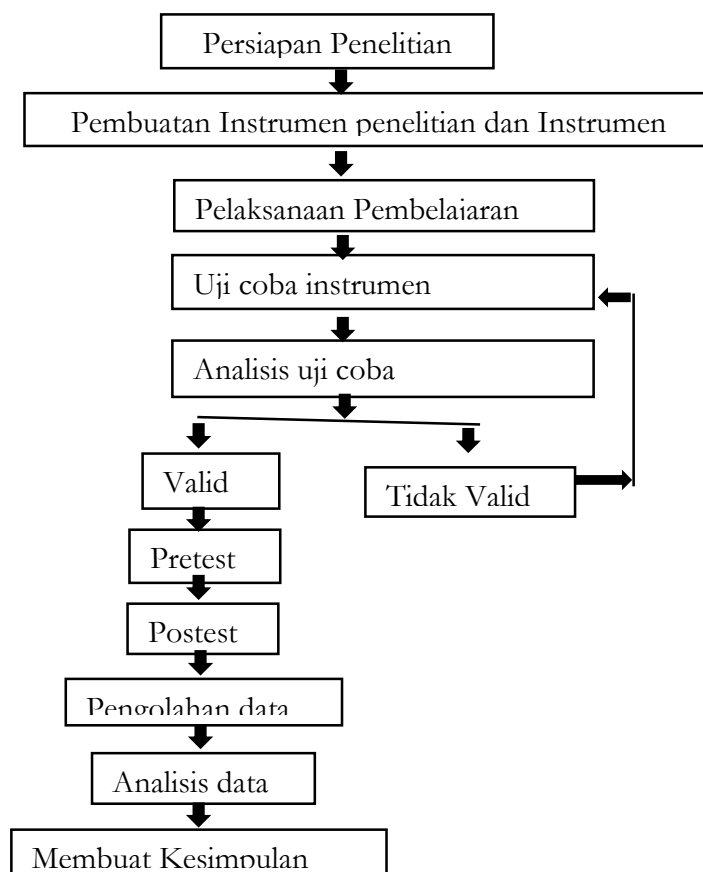 Persiapan Penelitian
Pembuatan Instrumen penelitian dan Instrumen
Pelaksanaan Pembelajaran
Uji coba instrumen
Analisis uji coba
Valid
Tidak Valid
Pretest
Postest
Pengolahan data
Analisis data
Membuat Kesimpulan